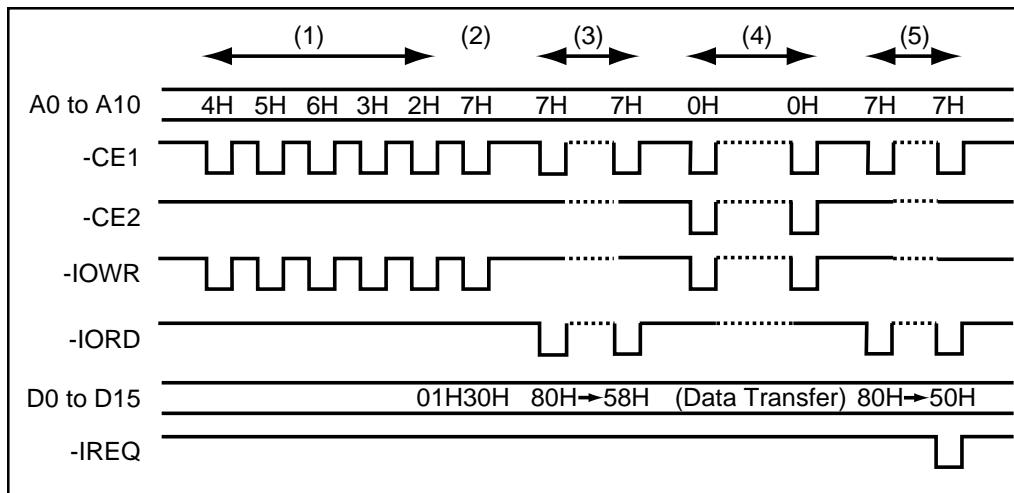 (1) (2) (3) (4) (5)
A0 to A10 4H 5H 6H 3H 2H 7H 7H 7H 0H 0H 7H 7H
-CE1
-CE2
-IOWR
-IORD
D0 to D15 01H30H 80H→58H (Data Transfer) 80H→50H
-IREQ